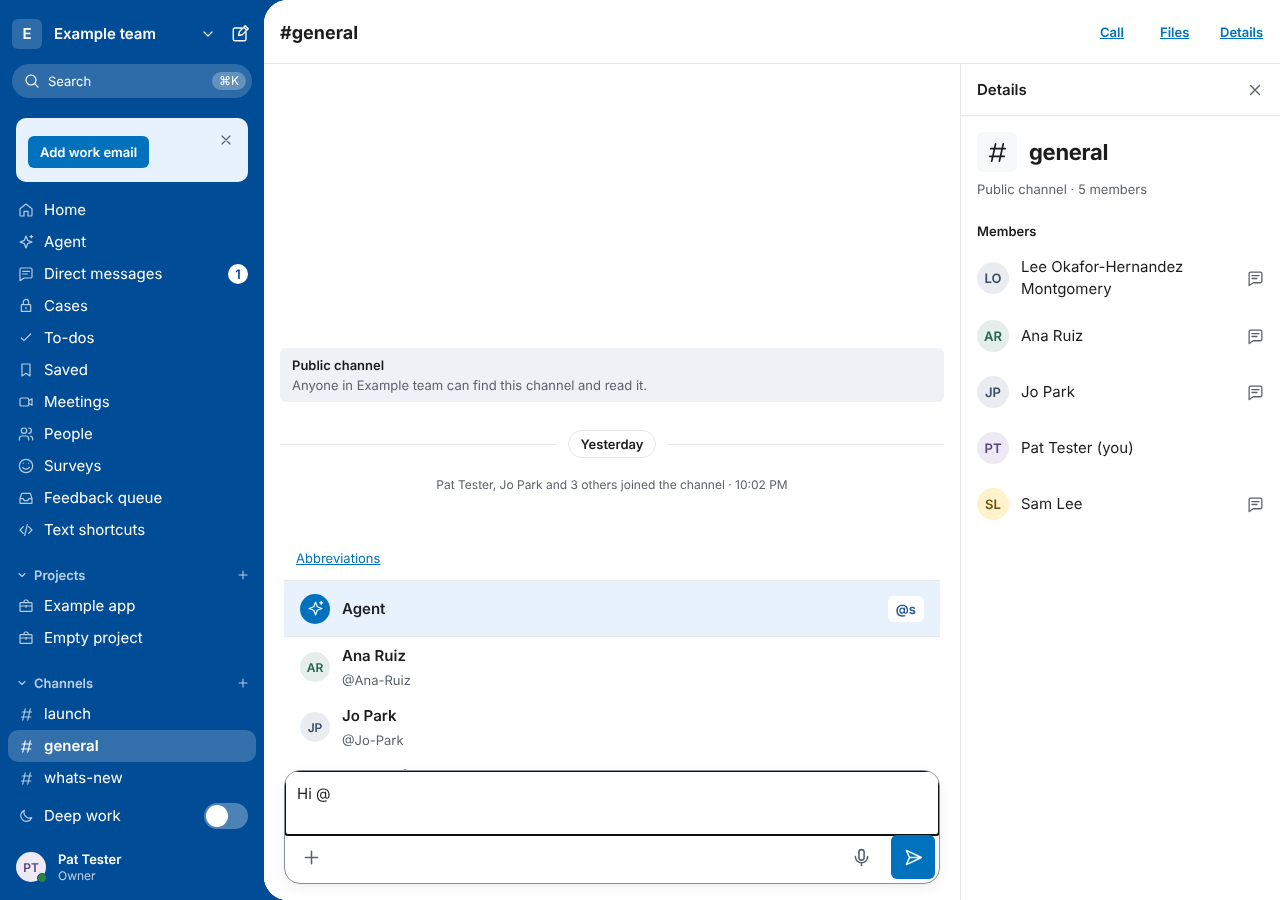 E Example team
Search ⌘K
Add work email
Home
Agent
Direct messages 1
Cases
To-dos
Saved
Meetings
People
Surveys
Feedback queue
Text shortcuts
Projects
Example app
Empty project
Channels
launch
general
whats-new
Deep work
PT Pat Tester
Owner
#general
Call Files Details
Public channel
Anyone in Example team can find this channel and read it.
Yesterday
Pat Tester, Jo Park and 3 others joined the channel · 10:02 PM
Abbreviations
Agent @s
AR Ana Ruiz
@Ana-Ruiz
JP Jo Park
@Jo-Park
Hi @
Details
# general
Public channel · 5 members
Members
LO Lee Okafor-Hernandez
Montgomery
AR Ana Ruiz
JP Jo Park
PT Pat Tester (you)
SL Sam Lee